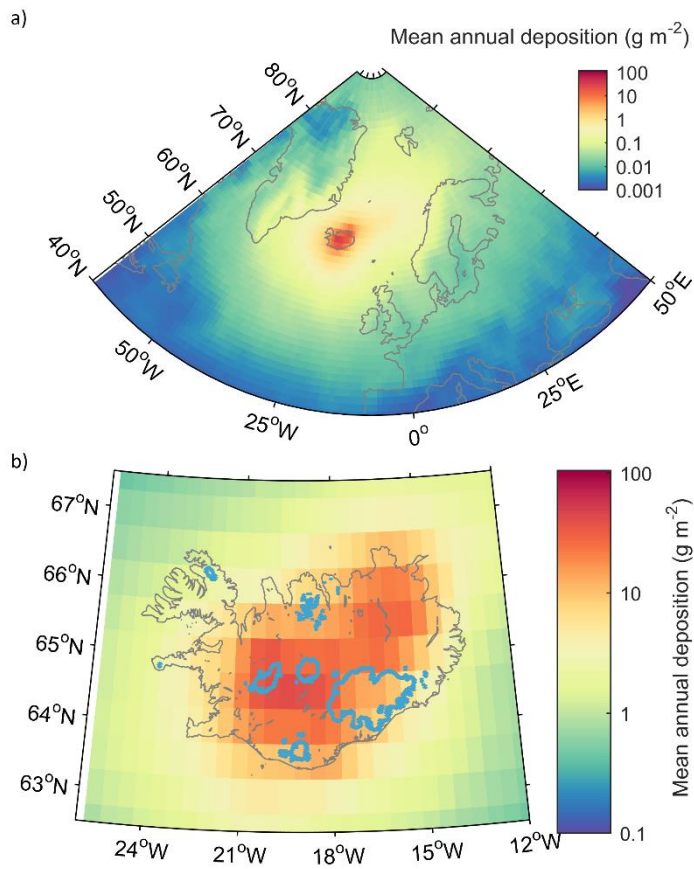 a)
Mean annual deposition (g m⁻²)
100
10
1
0.1
0.01
0.001
80°N
70°N
60°N
50°N
40°N
50°W
25°W
0°
25°E
50°E
b)
67°N
66°N
65°N
64°N
63°N
24°W
21°W
18°W
15°W
12°W
100
10
1
0.1
Mean annual deposition (g m⁻²)